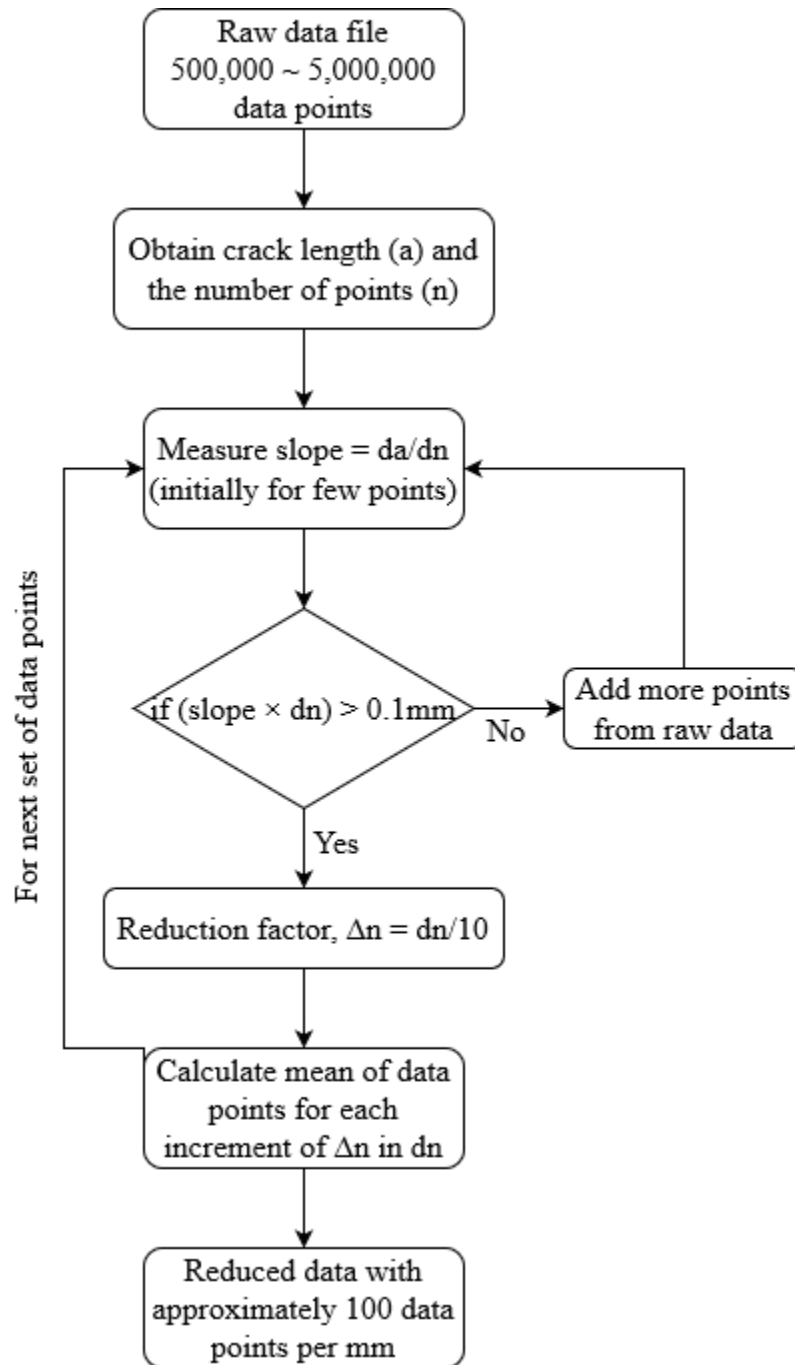 Raw data file
500,000 ~ 5,000,000
data points
Obtain crack length (a) and
the number of points (n)
Measure slope = da/dn
(initially for few points)
if (slope × dn) > 0.1mm
No
Add more points
from raw data
Yes
For next set of data points
Reduction factor, Δn = dn/10
Calculate mean of data
points for each
increment of Δn in dn
Reduced data with
approximately 100 data
points per mm